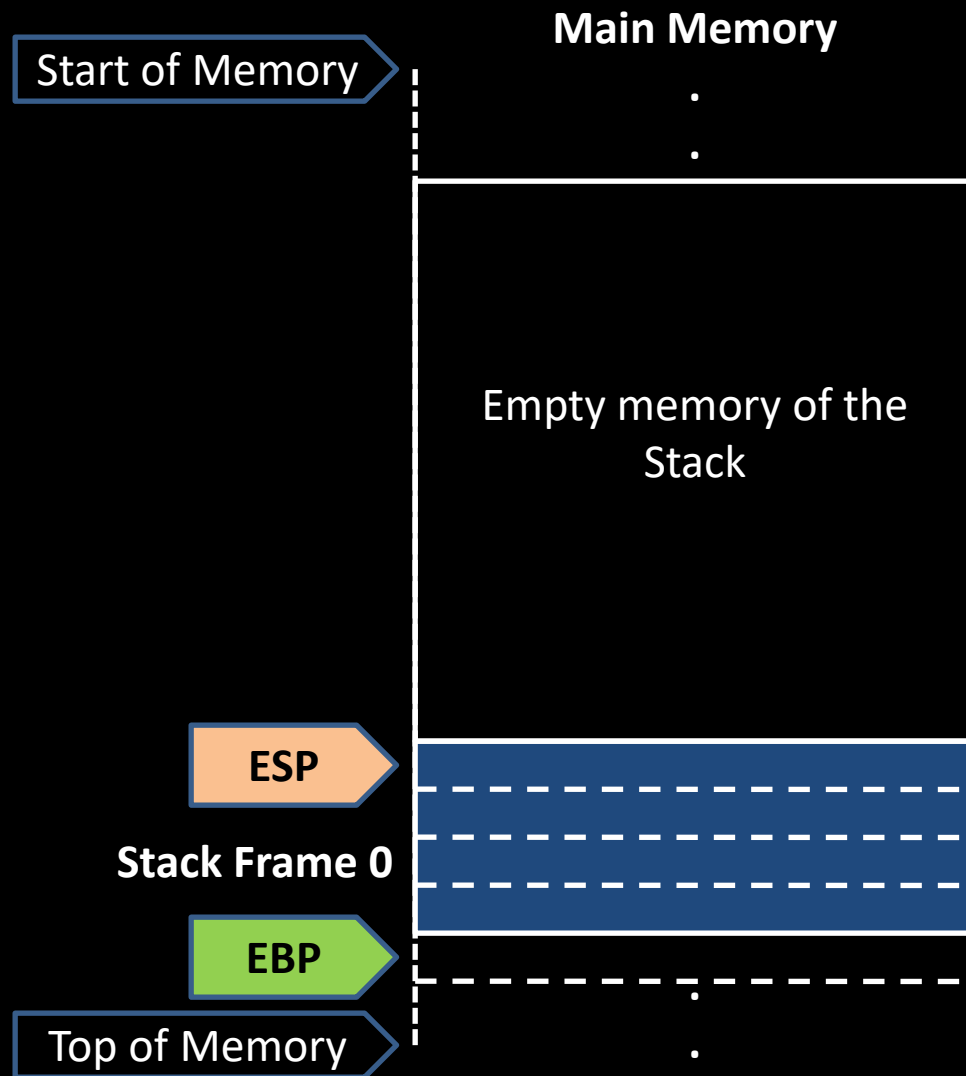 Main Memory
Start of Memory
.
.
Empty memory of the
Stack
ESP
Stack Frame 0
EBP
.
Top of Memory
.